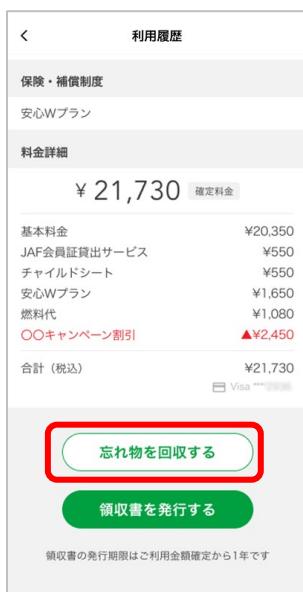 利用履歴
保険・補償制度
安心Wプラン
料金詳細
¥ 21,730 確定料金
基本料金 ¥20,350
JAF会員証貸出サービス ¥550
チャイルドシート ¥550
安心Wプラン ¥1,650
燃料代 ¥1,080
〇〇キャンペーン割引 ▲¥2,450
合計（税込） ¥21,730
Visa ***
忘れ物を回収する
領収書を発行する
領収書の発行期限はご利用金額確定から1年です